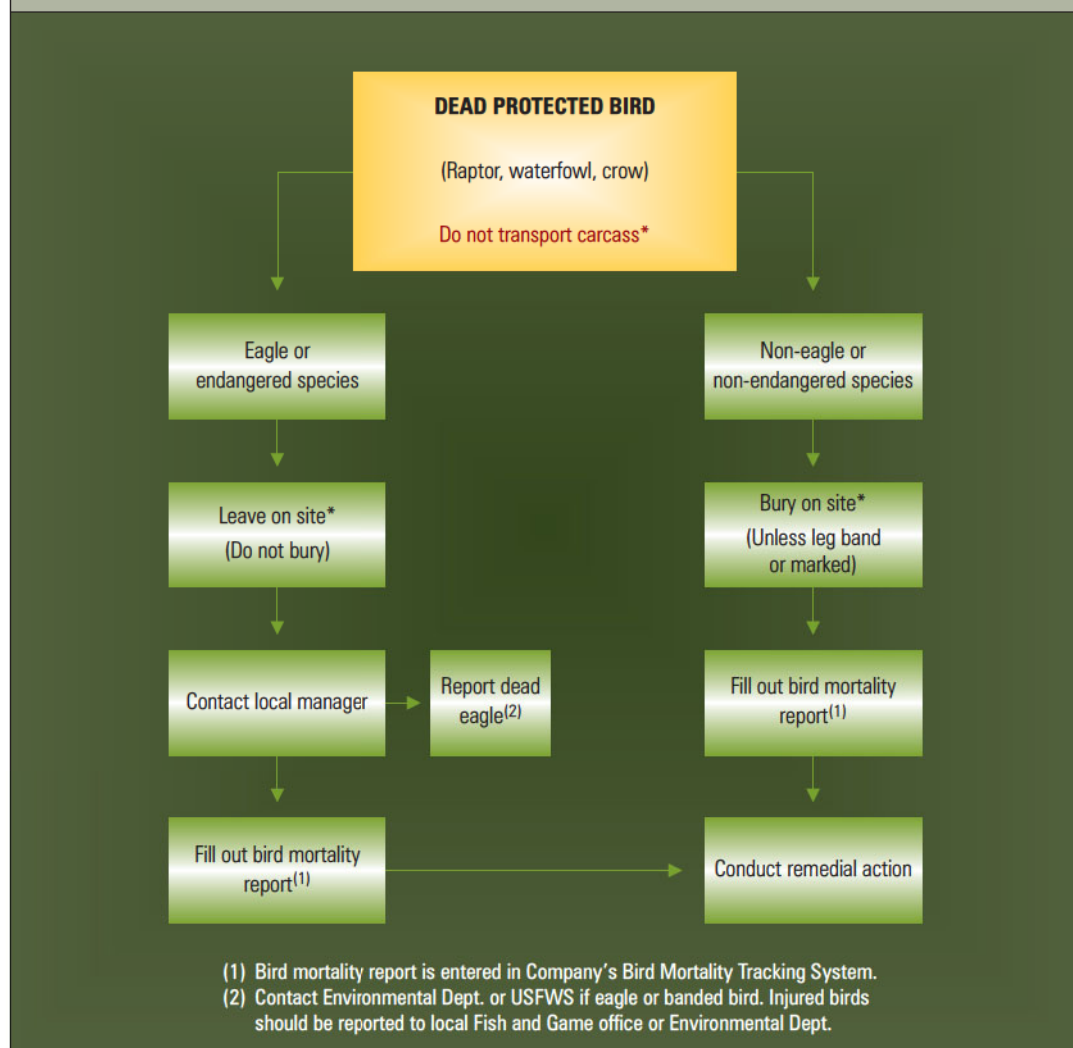 DEAD PROTECTED BIRD
(Raptor, waterfowl, crow)
Do not transport carcass*
Eagle or
endangered species
Non-eagle or
non-endangered species
Leave on site*
(Do not bury)
Bury on site*
(Unless leg band
or marked)
Contact local manager
Report dead
eagle(2)
Fill out bird mortality
report(1)
Fill out bird mortality
report(1)
Conduct remedial action
(1) Bird mortality report is entered in Company's Bird Mortality Tracking System.
(2) Contact Environmental Dept. or USFWS if eagle or banded bird. Injured birds
should be reported to local Fish and Game office or Environmental Dept.